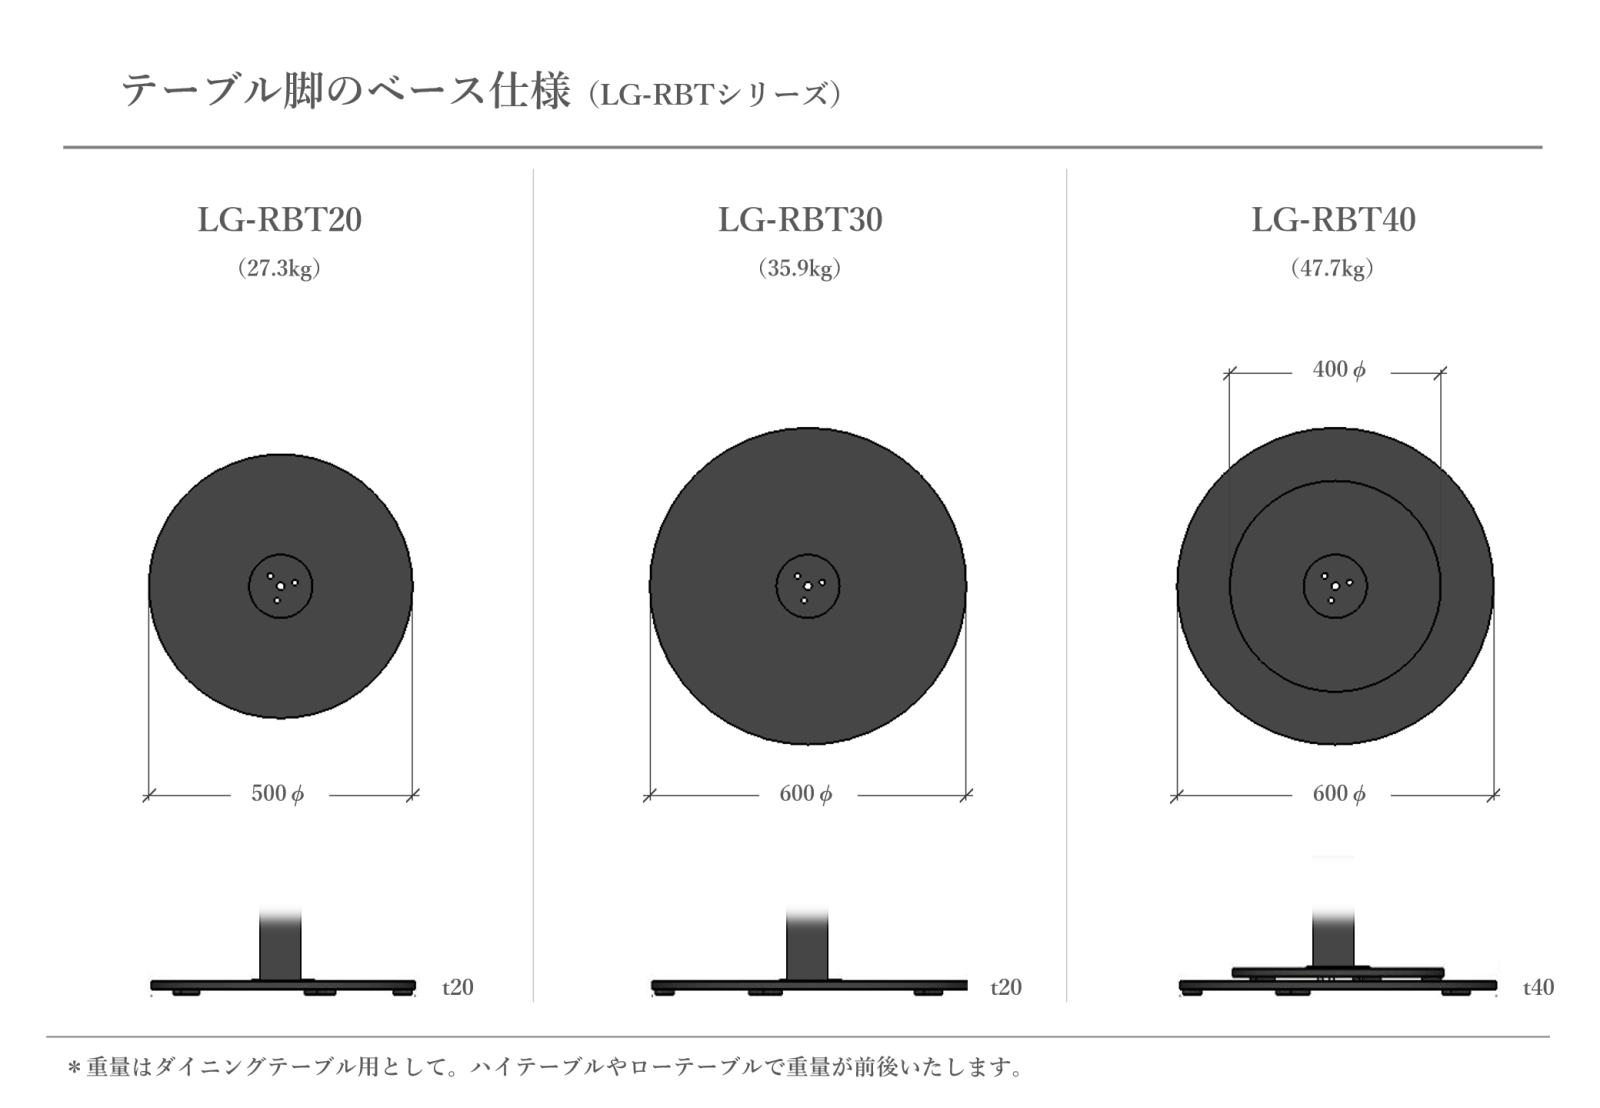 テーブル脚のベース仕様（LG-RBTシリーズ）
LG-RBT20
（27.3kg）
500φ
t20
LG-RBT30
（35.9kg）
600φ
t20
LG-RBT40
（47.7kg）
400φ
600φ
t40
＊重量はダイニングテーブル用として。ハイテーブルやローテーブルで重量が前後いたします。